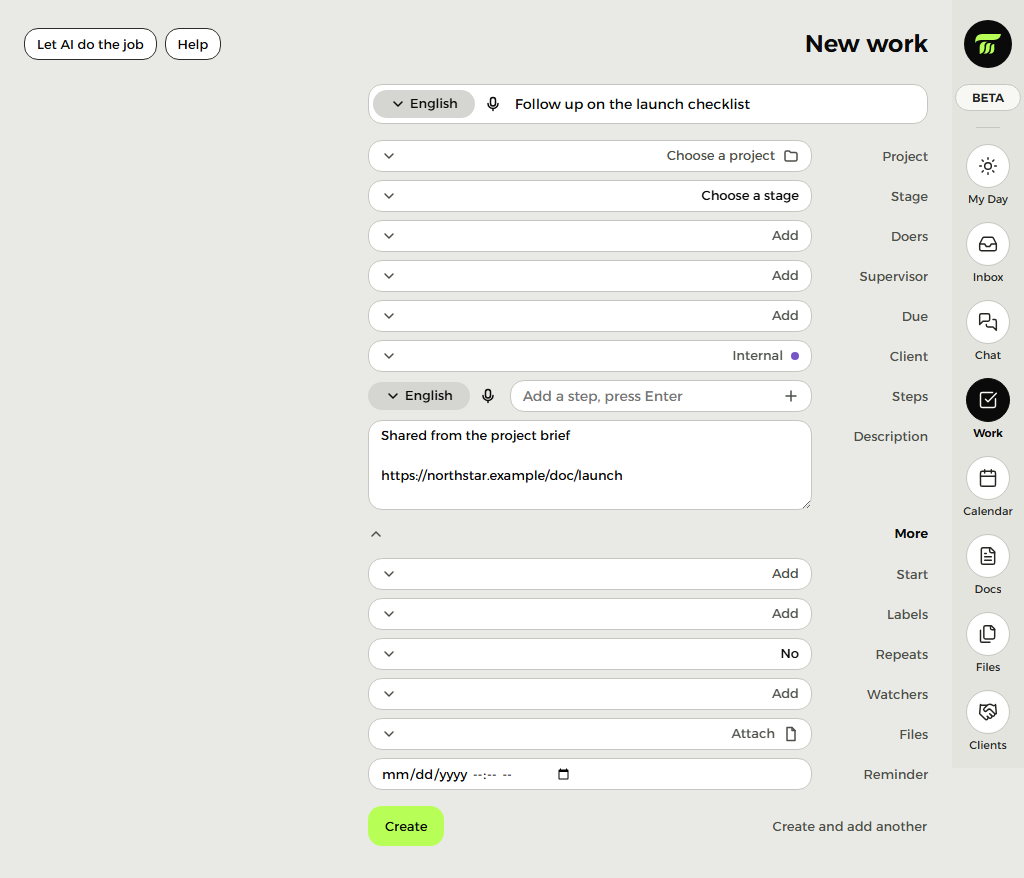 Let AI do the job
Help
New work
English
Follow up on the launch checklist
Project
Choose a project
Stage
Choose a stage
Doers
Add
Supervisor
Add
Due
Add
Client
Internal
Steps
English
Add a step, press Enter
Description
Shared from the project brief
https://northstar.example/doc/launch
More
Start
Add
Labels
Add
Repeats
No
Watchers
Add
Files
Attach
Reminder
mm/dd/yyyy --:-- --
Create
Create and add another
BETA
My Day
Inbox
Chat
Work
Calendar
Docs
Files
Clients